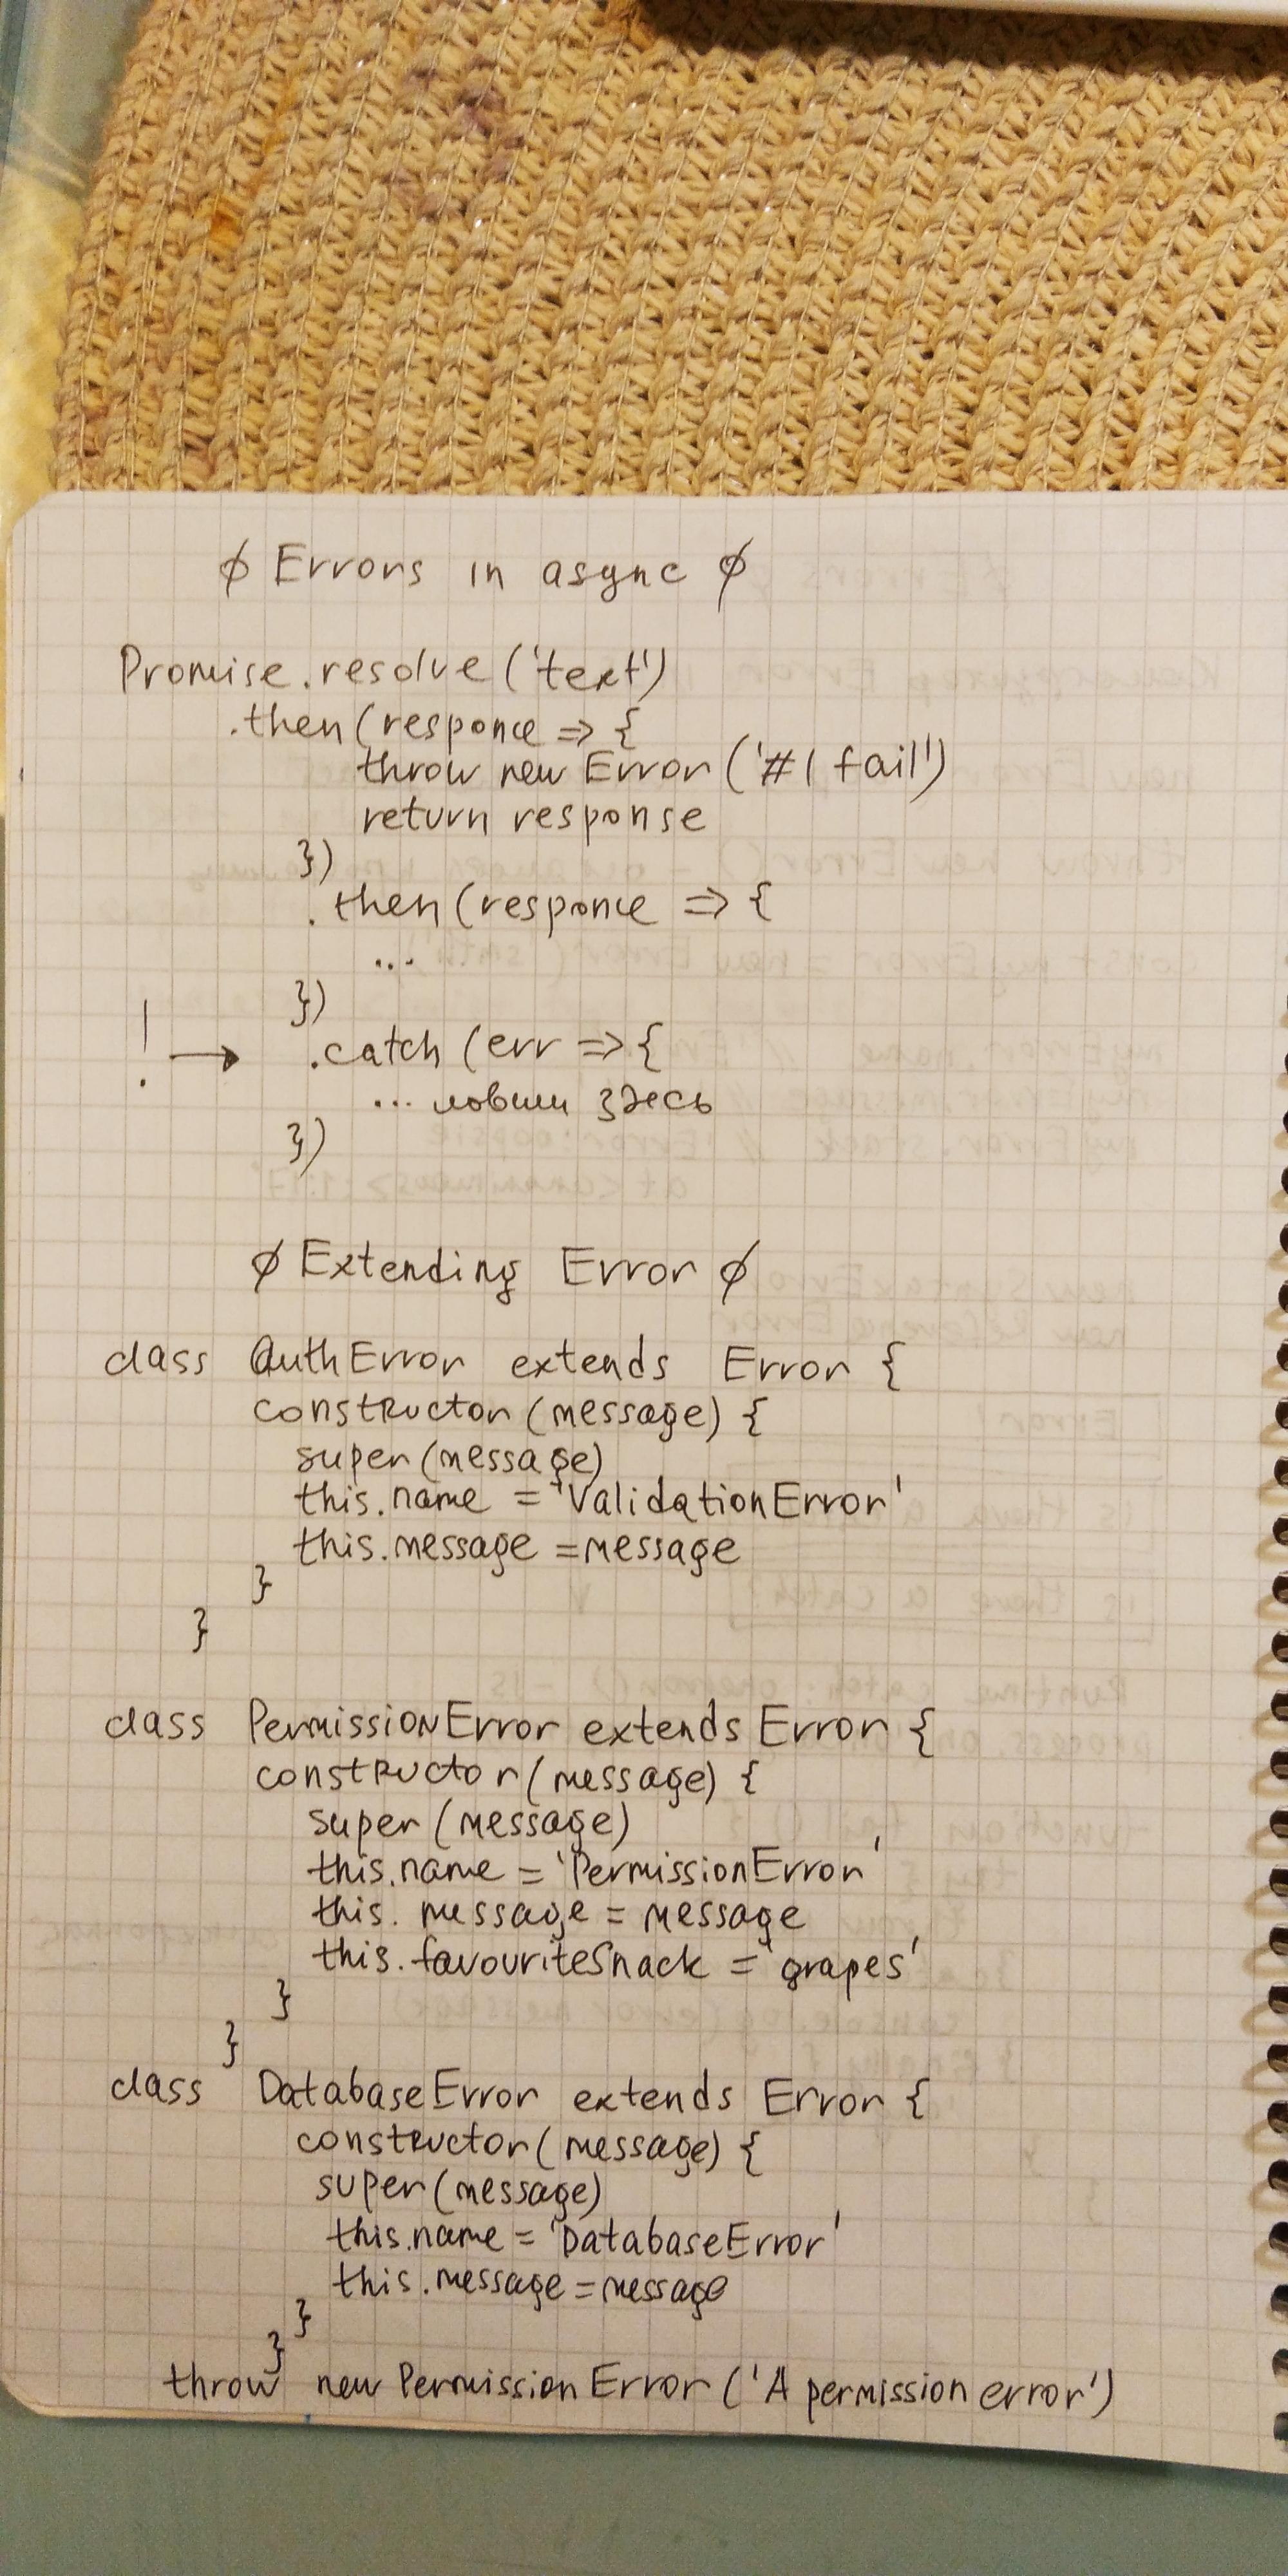 ϕ Errors in async ϕ
Promise.resolve('text')
.then(responce => {
throw new Error('#1 fail')
return response
})
.then(responce => {
...
})
! → .catch(err => {
... ловим здесь
})
ϕ Extending Error ϕ
class AuthError extends Error {
constructor(message) {
super(message)
this.name = 'ValidationError'
this.message = message
}
}
class PermissionError extends Error {
constructor(message) {
super(message)
this.name = 'PermissionError'
this.message = message
this.favouriteSnack = 'grapes'
}
}
class DatabaseError extends Error {
constructor(message) {
super(message)
this.name = 'DatabaseError'
this.message = message
}
}
throw new PermissionError('A permission error')